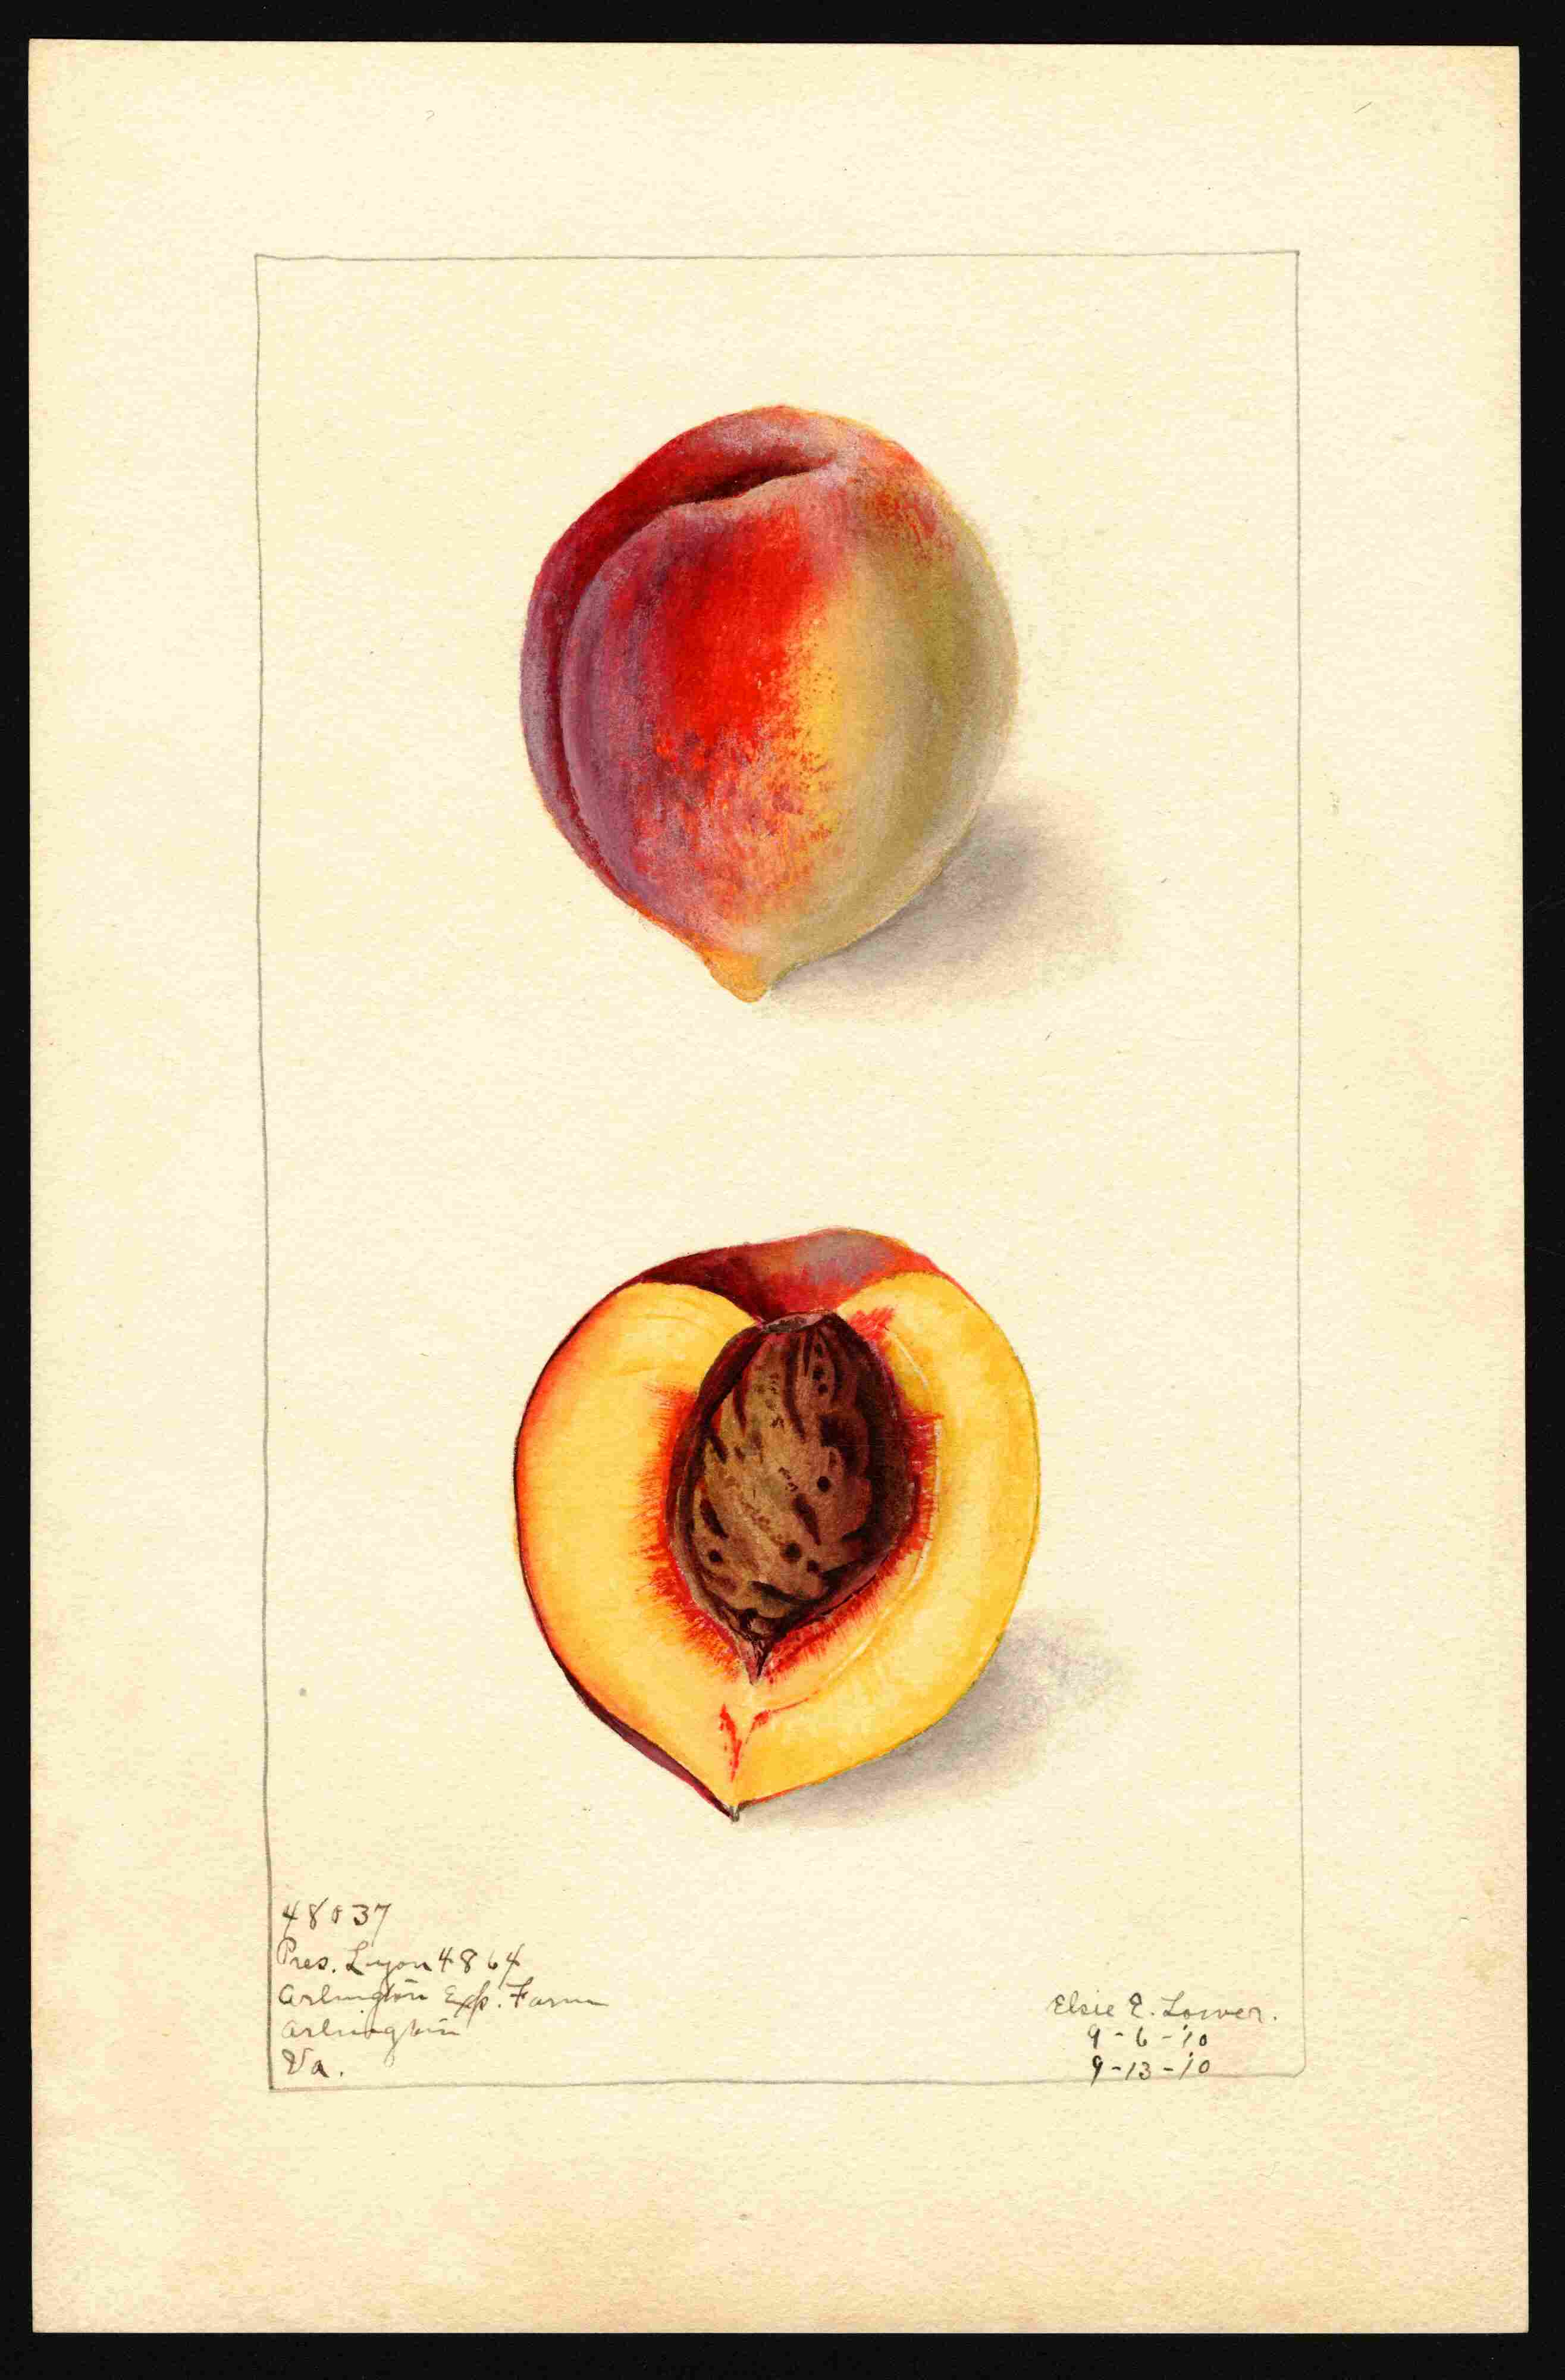 48037
Pres. Lyon 4864
Arlington Exp. Farm
Arlington
Va.
Elsie E. Lower.
9-6-'10
9-13-'10